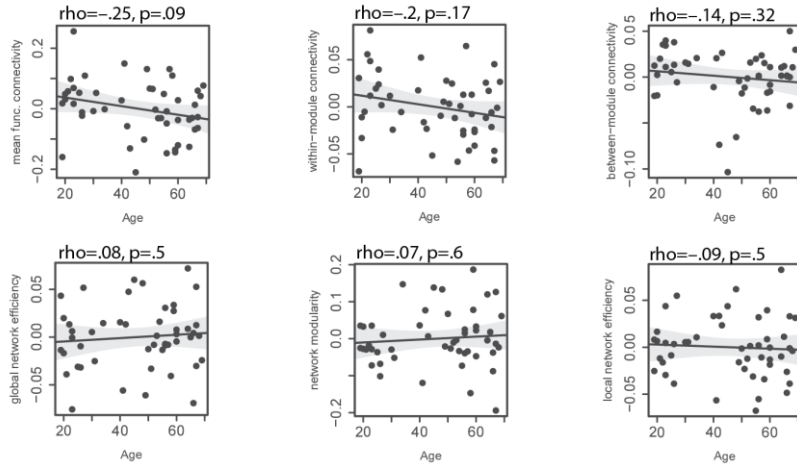 rho=-.25, p=.09
mean func. connectivity
0.2
0.0
-0.2
20
40
60
Age
rho=-.2, p=.17
within-module connectivity
0.05
0.00
-0.05
20
40
60
Age
rho=-.14, p=.32
between-module connectivity
0.05
0.00
-0.10
20
40
60
Age
rho=.08, p=.5
global network efficiency
0.05
0.00
-0.05
20
40
60
Age
rho=.07, p=.6
network modularity
0.2
0.1
0.0
-0.2
20
40
60
Age
rho=-.09, p=.5
local network efficiency
0.05
0.00
-0.05
20
40
60
Age